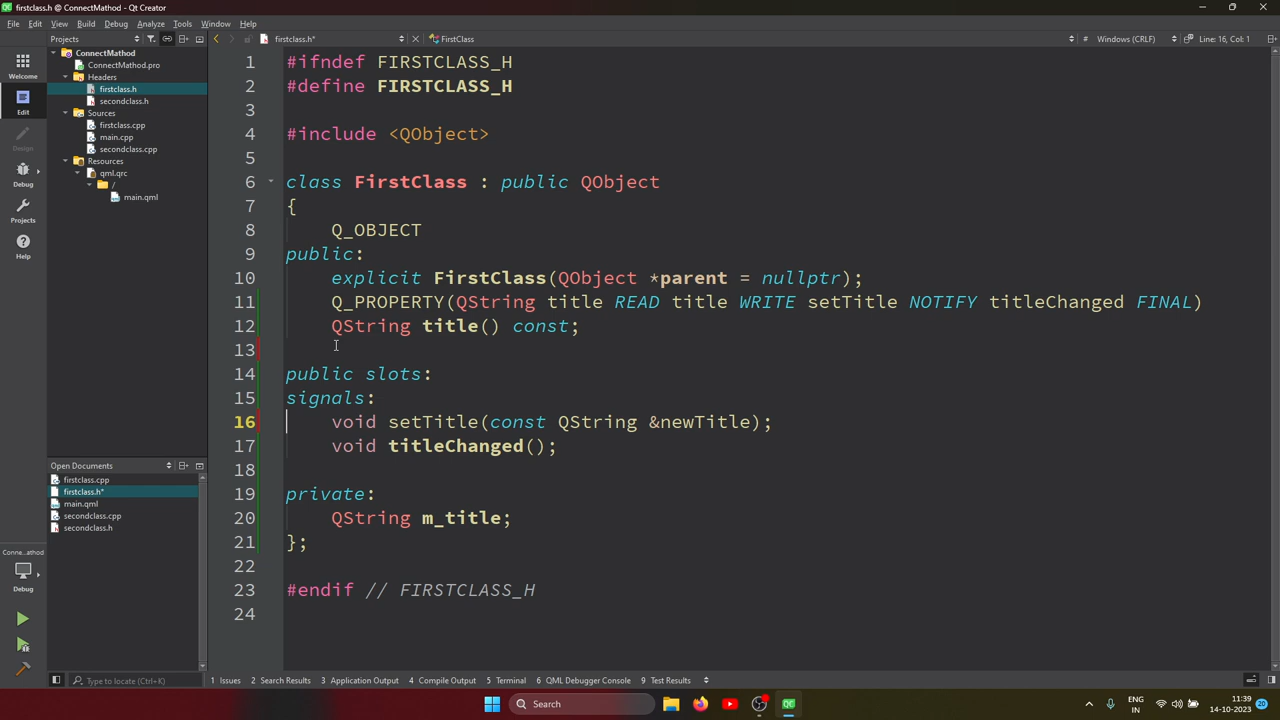 firstclass.h @ ConnectMathod - Qt Creator
File Edit View Build Debug Analyze Tools Window Help
Projects
firstclass.h*
FirstClass
Windows (CRLF)
Line: 16, Col: 1
Welcome
Edit
Design
Debug
Projects
Help
ConnectMathod
ConnectMathod.pro
Headers
firstclass.h
secondclass.h
Sources
firstclass.cpp
main.cpp
secondclass.cpp
Resources
qml.qrc
/
main.qml
Open Documents
firstclass.cpp
firstclass.h*
main.qml
secondclass.cpp
secondclass.h
Conne...athod
Debug
1 #ifndef FIRSTCLASS_H
2 #define FIRSTCLASS_H
3
4 #include <QObject>
5
6 class FirstClass : public QObject
7 {
8 Q_OBJECT
9 public:
10 explicit FirstClass(QObject *parent = nullptr);
11 Q_PROPERTY(QString title READ title WRITE setTitle NOTIFY titleChanged FINAL)
12 QString title() const;
13
14 public slots:
15 signals:
16 void setTitle(const QString &newTitle);
17 void titleChanged();
18
19 private:
20 QString m_title;
21 };
22
23 #endif // FIRSTCLASS_H
24
Type to locate (Ctrl+K)
1 Issues 2 Search Results 3 Application Output 4 Compile Output 5 Terminal 6 QML Debugger Console 9 Test Results
Search
QC
ENG
IN
11:39
14-10-2023
20